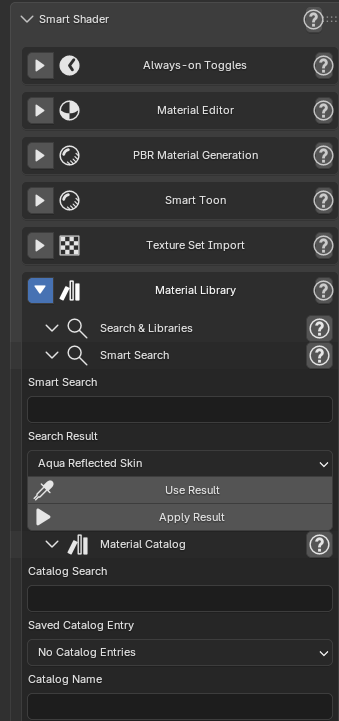 Smart Shader
Always-on Toggles
Material Editor
PBR Material Generation
Smart Toon
Texture Set Import
Material Library
Search & Libraries
Smart Search
Smart Search
Search Result
Aqua Reflected Skin
Use Result
Apply Result
Material Catalog
Catalog Search
Saved Catalog Entry
No Catalog Entries
Catalog Name